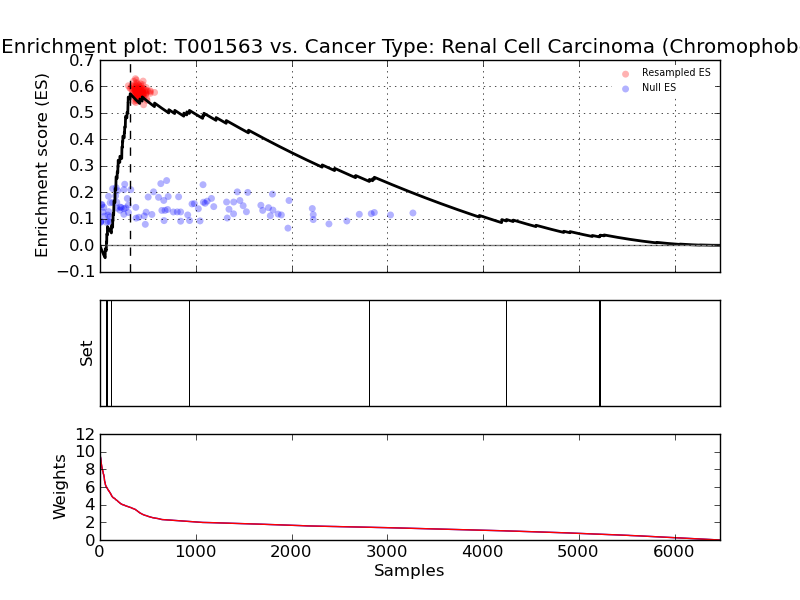 Enrichment plot: T001563 vs. Cancer Type: Renal Cell Carcinoma (Chromophob
0.7
0.6
0.5
0.4
0.3
0.2
0.1
0.0
−0.1
Enrichment score (ES)
Resampled ES
Null ES
Set
12
10
8
6
4
2
0
Weights
0 1000 2000 3000 4000 5000 6000
Samples